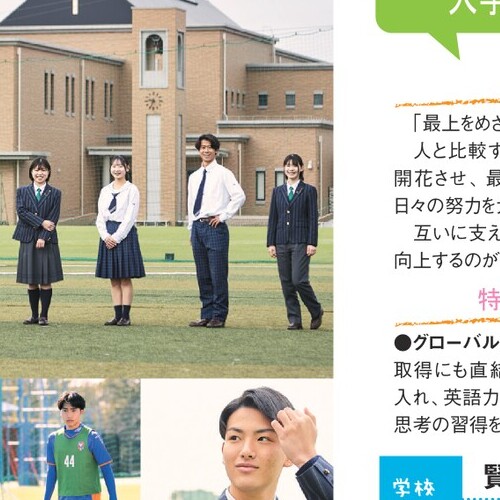 「最上をめざ
人と比較す
開花させ、最
日々の努力を
互いに支え
向上するのが
特
●グローバル
取得にも直結
入れ、英語力
思考の習得を
学校
賢
44